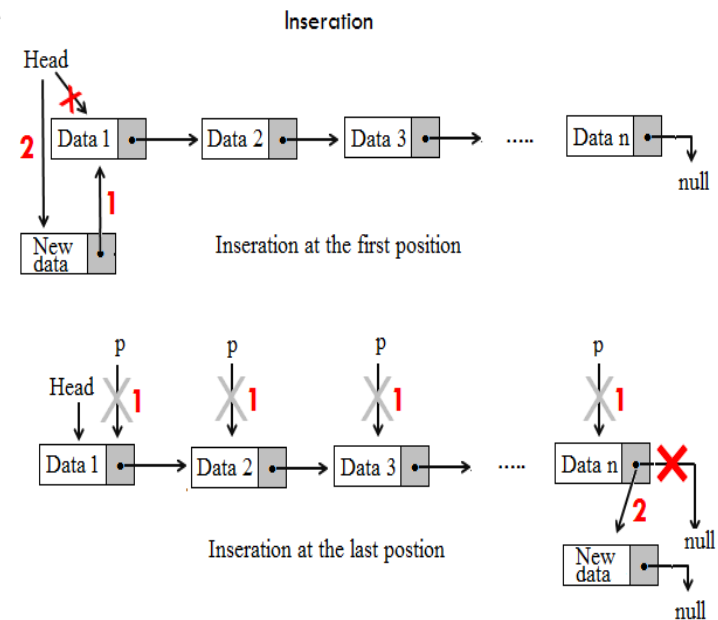 Inseration
Head
2
Data 1
Data 2
Data 3
.....
Data n
null
1
New
data
Inseration at the first position
p
p
p
p
Head
1
1
1
1
Data 1
Data 2
Data 3
.....
Data n
2
null
Inseration at the last postion
New
data
null